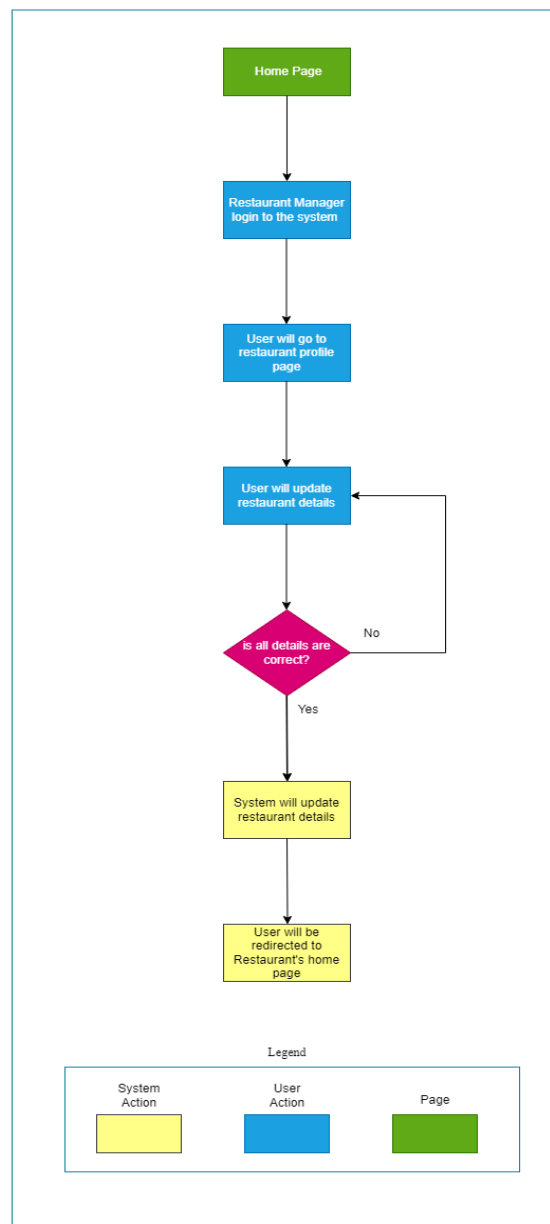 Home Page
Restaurant Manager
login to the system
User will go to
restaurant profile
page
User will update
restaurant details
is all details are
correct?
No
Yes
System will update
restaurant details
User will be
redirected to
Restaurant's home
page
Legend
System
Action
User
Action
Page